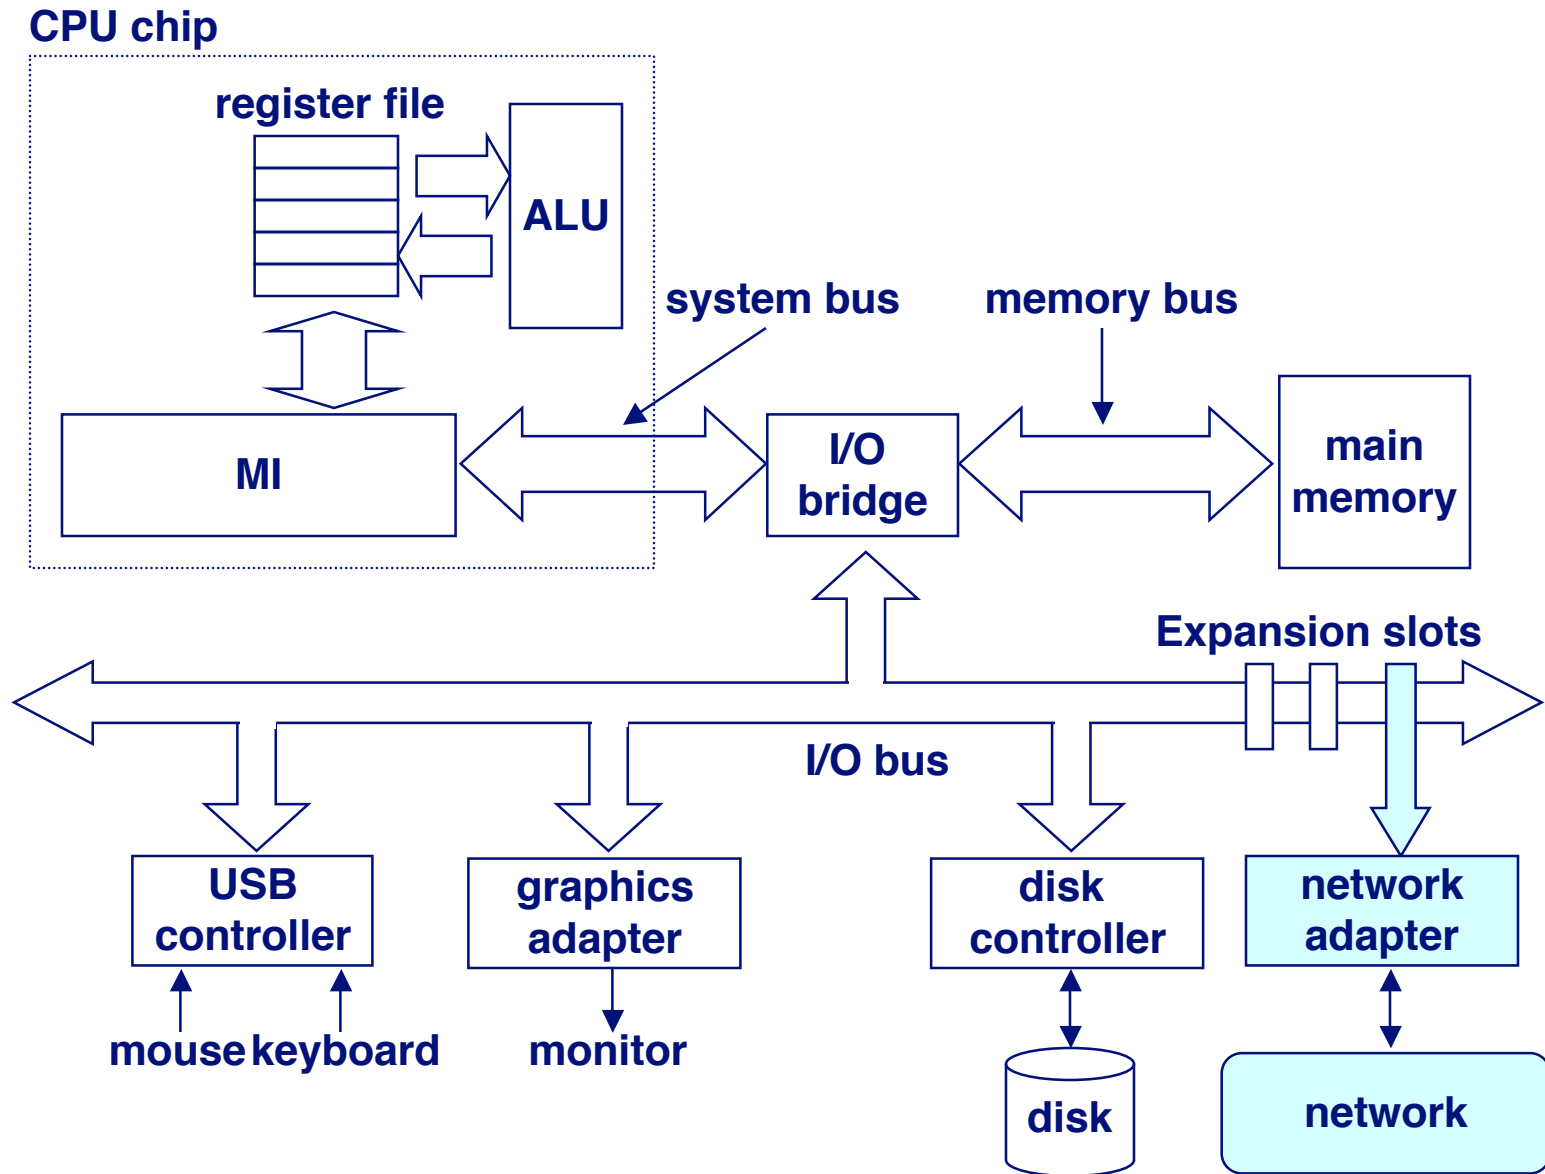 CPU chip
register file
ALU
system bus
memory bus
MI
I/O
bridge
main
memory
Expansion slots
I/O bus
USB
controller
graphics
adapter
disk
controller
network
adapter
mouse
keyboard
monitor
disk
network